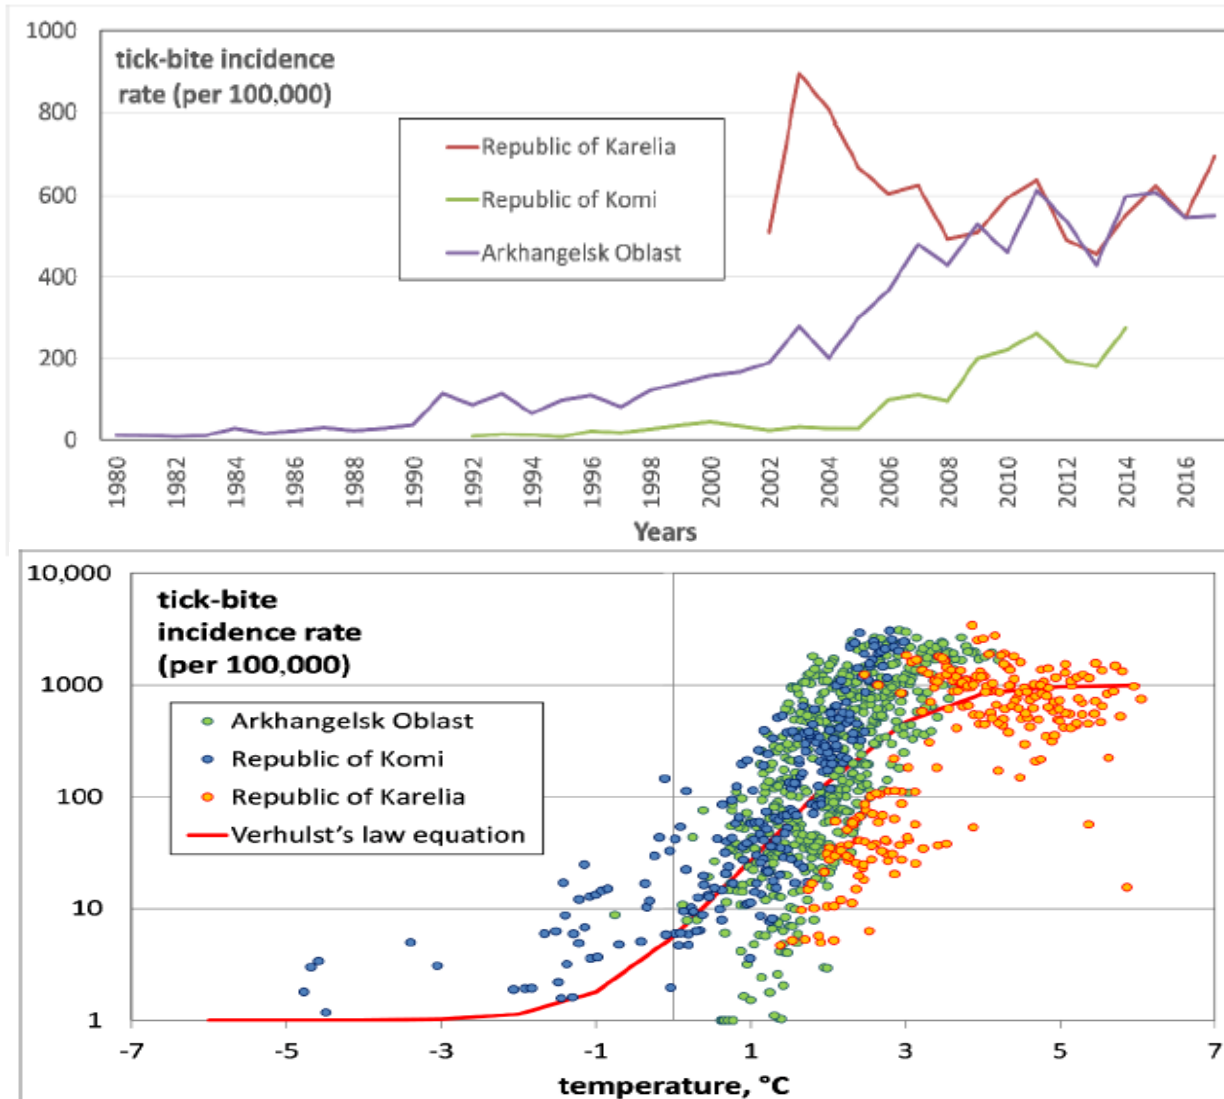 1000
tick-bite incidence
rate (per 100,000)
800
Republic of Karelia
600
Republic of Komi
Arkhangelsk Oblast
400
200
0
1980 1982 1984 1986 1988 1990 1992 1994 1996 1998 2000 2002 2004 2006 2008 2010 2012 2014 2016
Years
10,000
tick-bite
incidence rate
(per 100,000)
1000
Arkhangelsk Oblast
Republic of Komi
100
Republic of Karelia
Verhulst's law equation
10
1
-7 -3 -1 1 3 5 7
temperature, °C